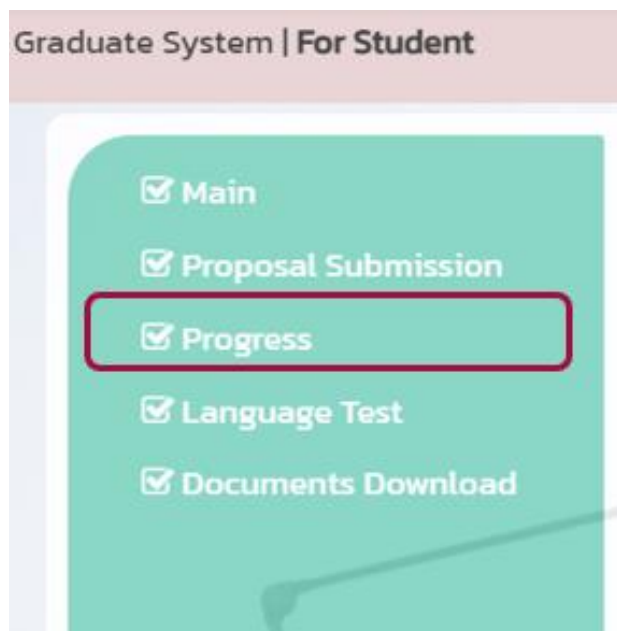 Graduate System | For Student
Main
Proposal Submission
Progress
Language Test
Documents Download